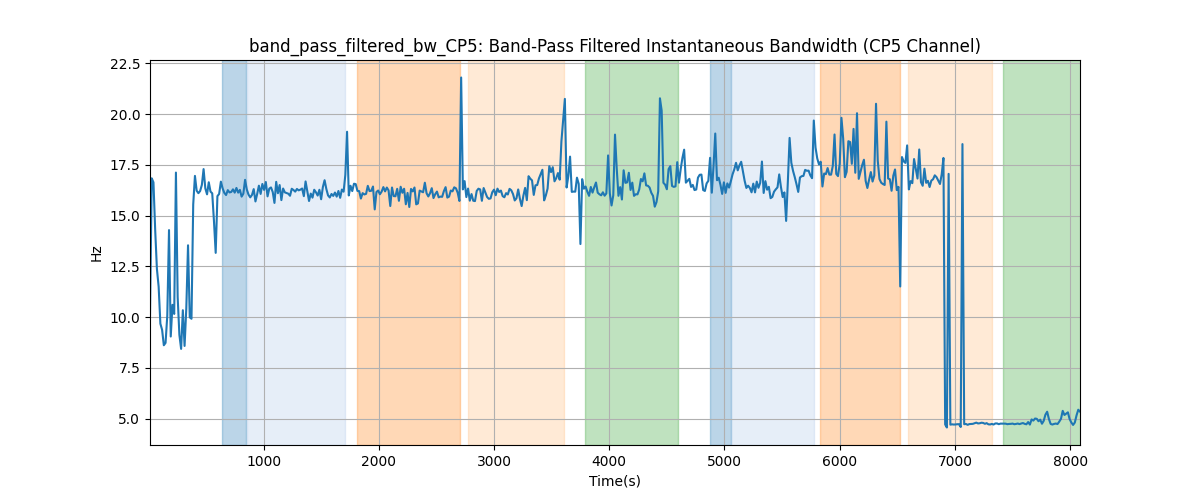 band_pass_filtered_bw_CP5: Band-Pass Filtered Instantaneous Bandwidth (CP5 Channel)
22.5
20.0
17.5
15.0
12.5
10.0
7.5
5.0
Hz
1000 2000 3000 4000 5000 6000 7000 8000
Time(s)